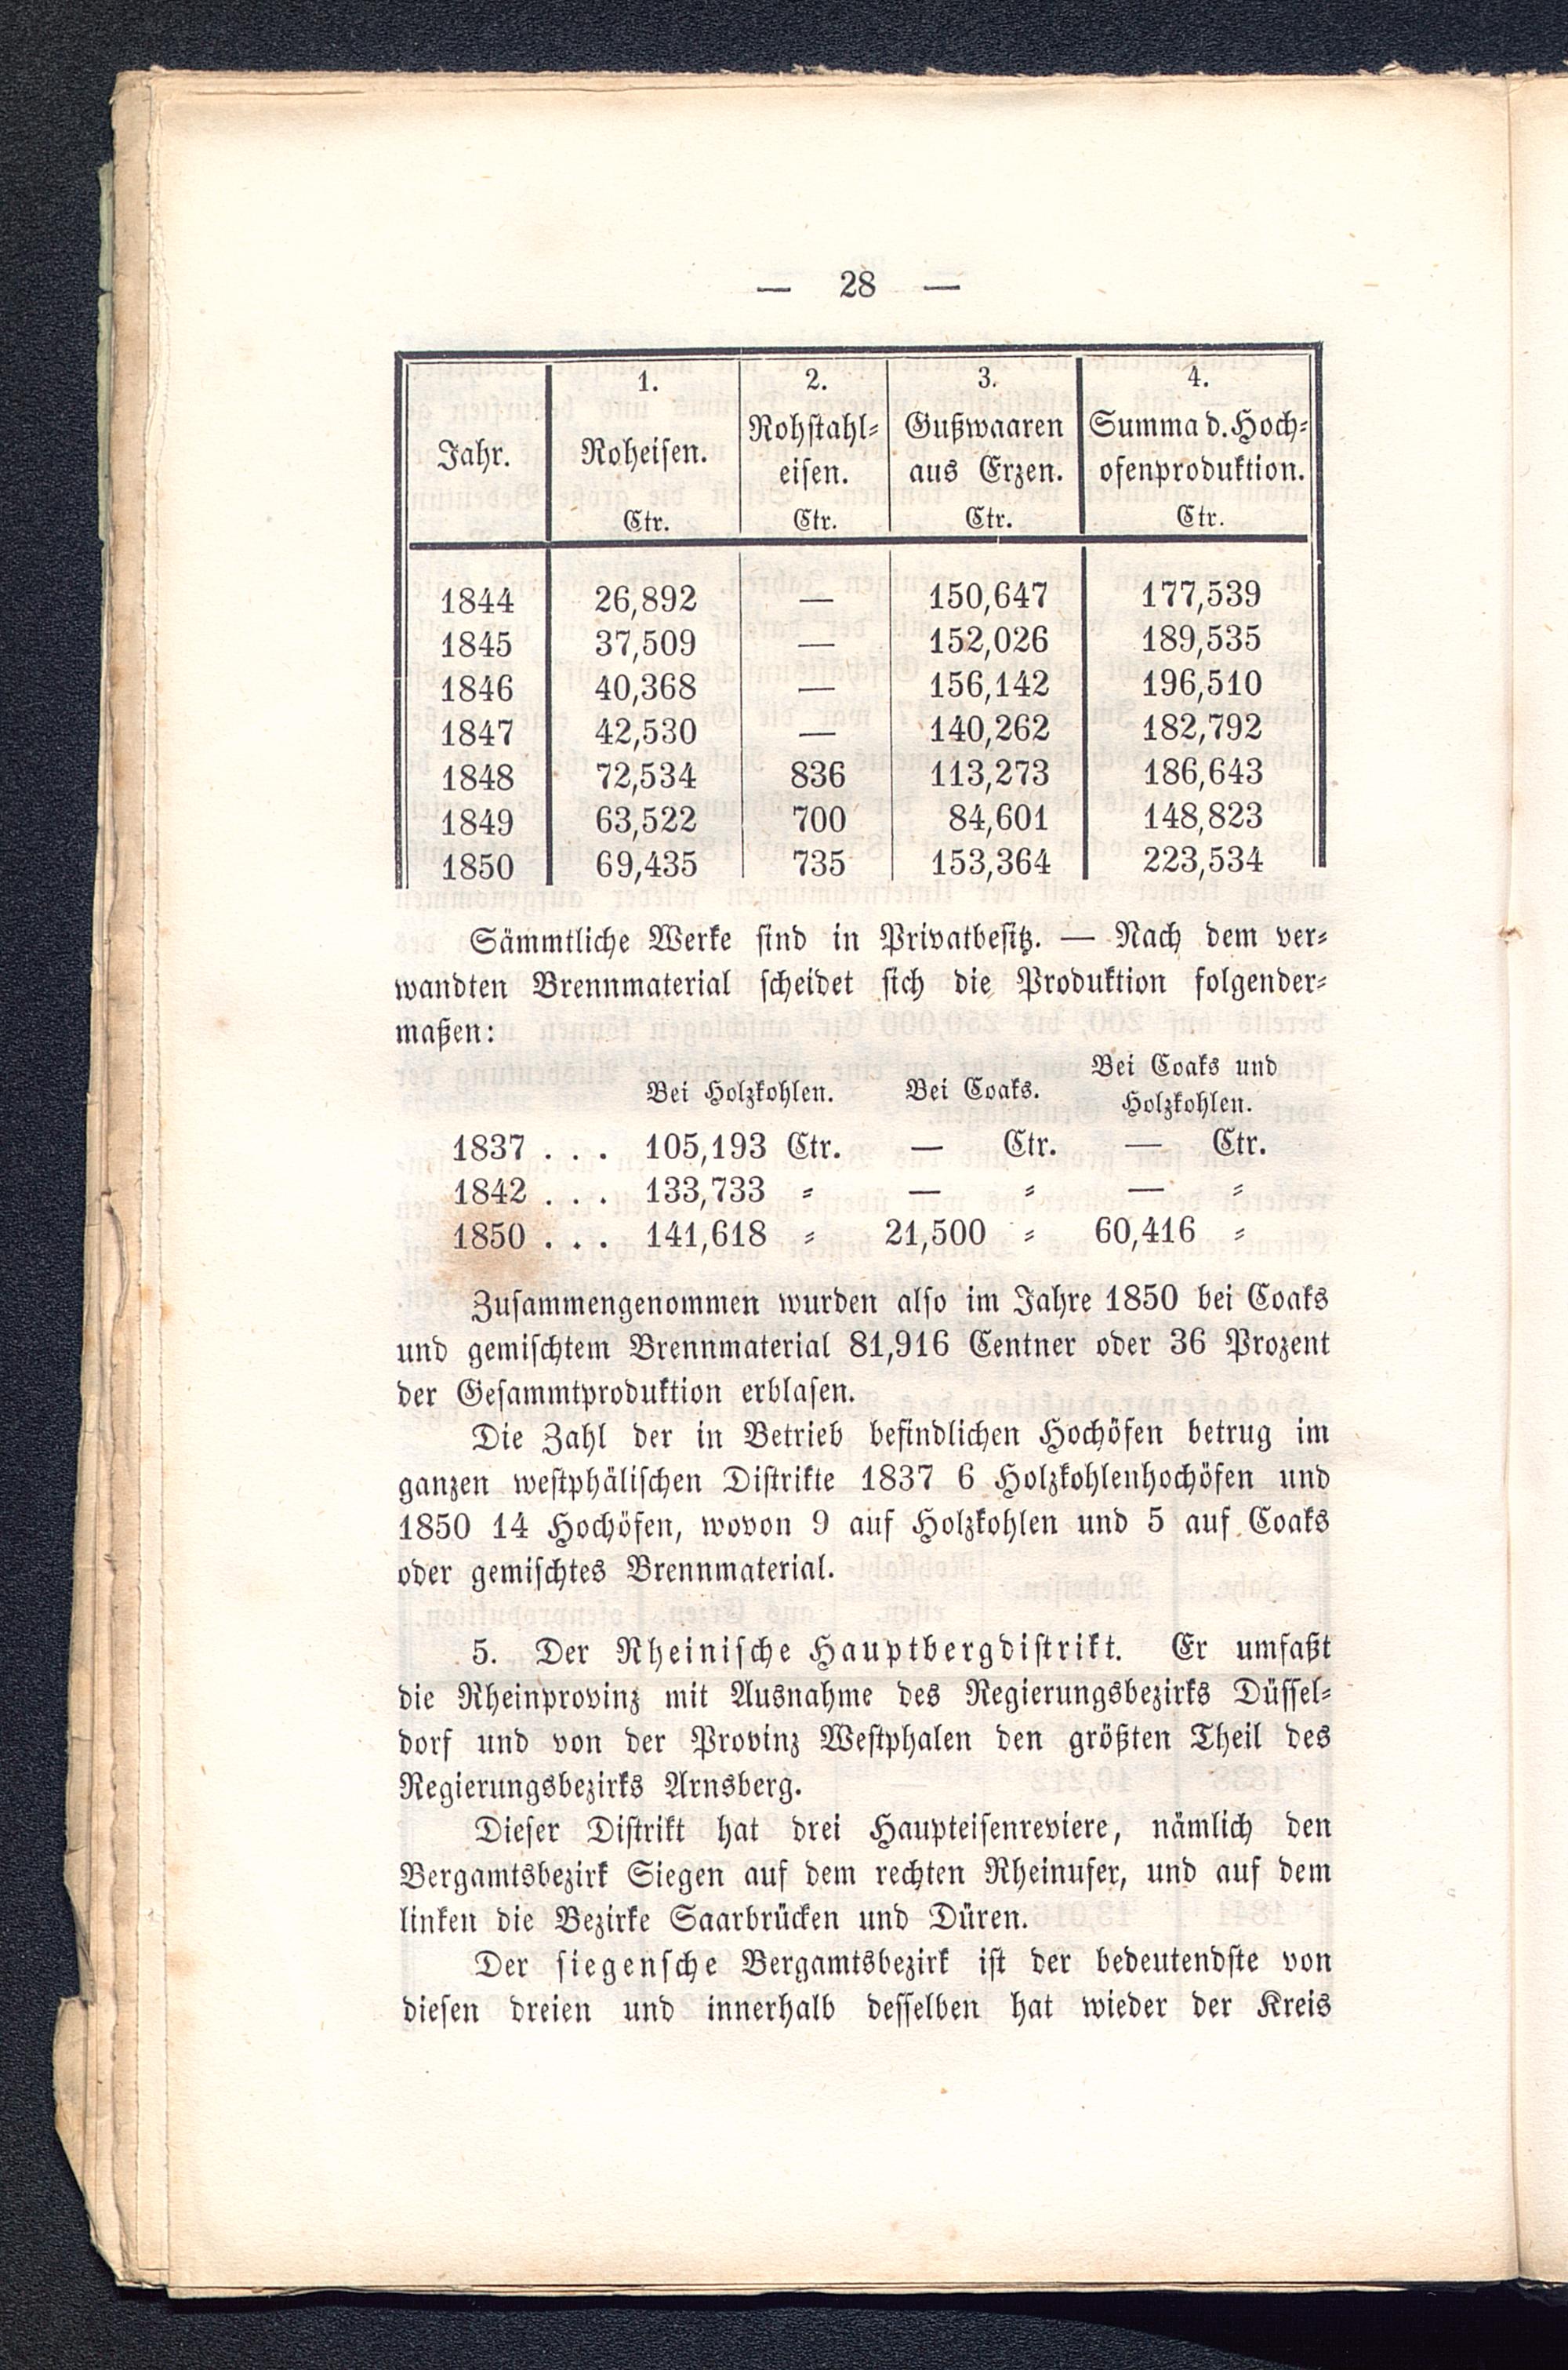 — 28 —
Jahr. 1. Roheisen. Ctr. 2. Rohstahl- eisen. Ctr. 3. Gußwaaren aus Erzen. Ctr. 4. Summa d. Hoch- ofenproduktion. Ctr.
1844 26,892 — 150,647 177,539
1845 37,509 — 152,026 189,535
1846 40,368 — 156,142 196,510
1847 42,530 — 140,262 182,792
1848 72,534 836 113,273 186,643
1849 63,522 700 84,601 148,823
1850 69,435 735 153,364 223,534
Sämmtliche Werke sind in Privatbesitz. — Nach dem ver-
wandten Brennmaterial scheidet sich die Produktion folgender-
maßen:
Bei Holzkohlen. Bei Coaks. Bei Coaks und Holzkohlen.
1837 . . . 105,193 Ctr. — Ctr. — Ctr.
1842 . . . 133,733 = — = — =
1850 . . . 141,618 = 21,500 = 60,416 =
Zusammengenommen wurden also im Jahre 1850 bei Coaks
und gemischtem Brennmaterial 81,916 Centner oder 36 Prozent
der Gesammtproduktion erblasen.
Die Zahl der in Betrieb befindlichen Hochöfen betrug im
ganzen westphälischen Distrikte 1837 6 Holzkohlenhochöfen und
1850 14 Hochöfen, wovon 9 auf Holzkohlen und 5 auf Coaks
oder gemischtes Brennmaterial.
5. Der Rheinische Hauptbergdistrikt. Er umfaßt
die Rheinprovinz mit Ausnahme des Regierungsbezirks Düssel-
dorf und von der Provinz Westphalen den größten Theil des
Regierungsbezirks Arnsberg.
Dieser Distrikt hat drei Haupteisenreviere, nämlich den
Bergamtsbezirk Siegen auf dem rechten Rheinufer, und auf dem
linken die Bezirke Saarbrücken und Düren.
Der siegensche Bergamtsbezirk ist der bedeutendste von
diesen dreien und innerhalb desselben hat wieder der Kreis